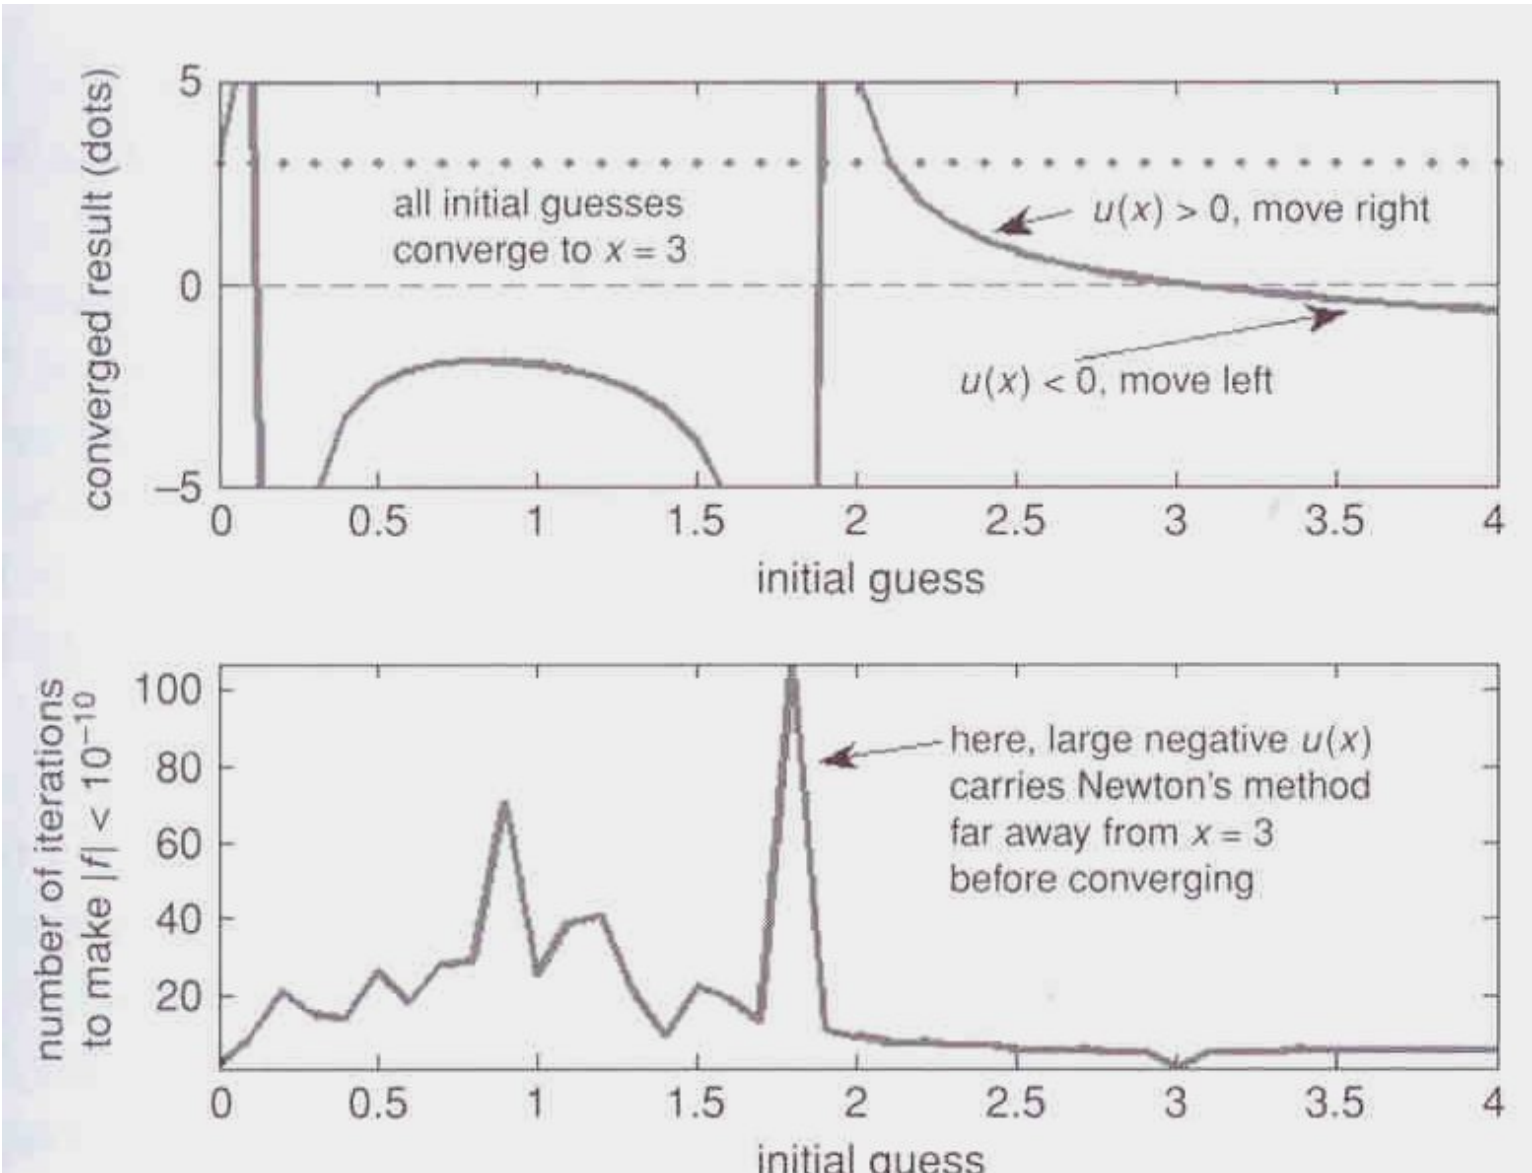 converged result (dots)
5
0
–5
all initial guesses
converge to x = 3
u(x) > 0, move right
u(x) < 0, move left
0 0.5 1 1.5 2 2.5 3 3.5 4
initial guess
number of iterations
to make |f| < 10⁻¹⁰
100
80
60
40
20
here, large negative u(x)
carries Newton's method
far away from x = 3
before converging
0 0.5 1 1.5 2 2.5 3 3.5 4
initial guess